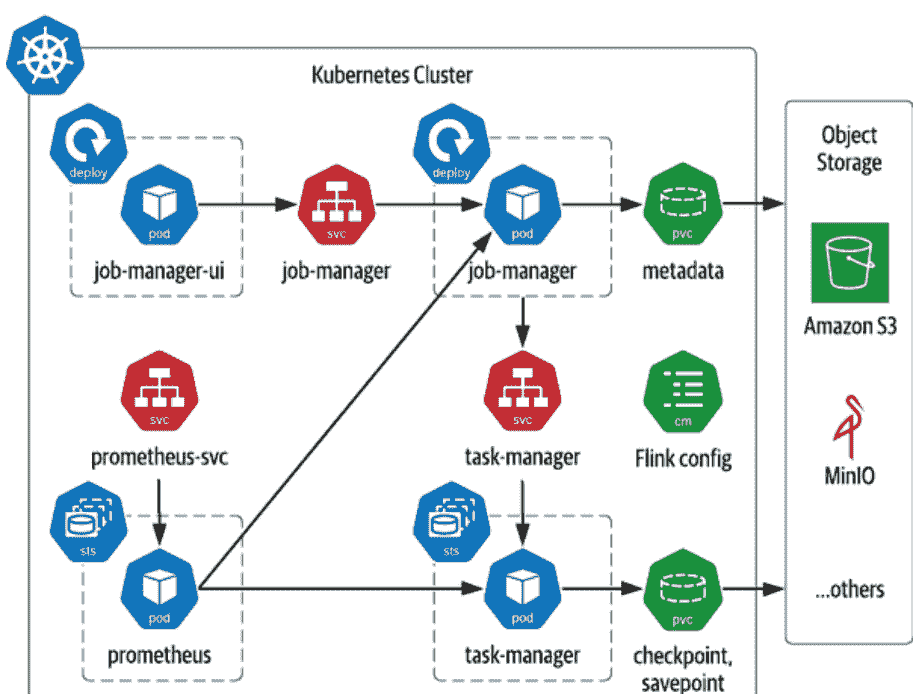 Kubernetes Cluster
deploy
pod
job-manager-ui
svc
job-manager
deploy
pod
job-manager
pvc
metadata
svc
prometheus-svc
svc
task-manager
cm
Flink config
sts
pod
prometheus
sts
pod
task-manager
pvc
checkpoint,
savepoint
Object
Storage
Amazon S3
MinIO
...others